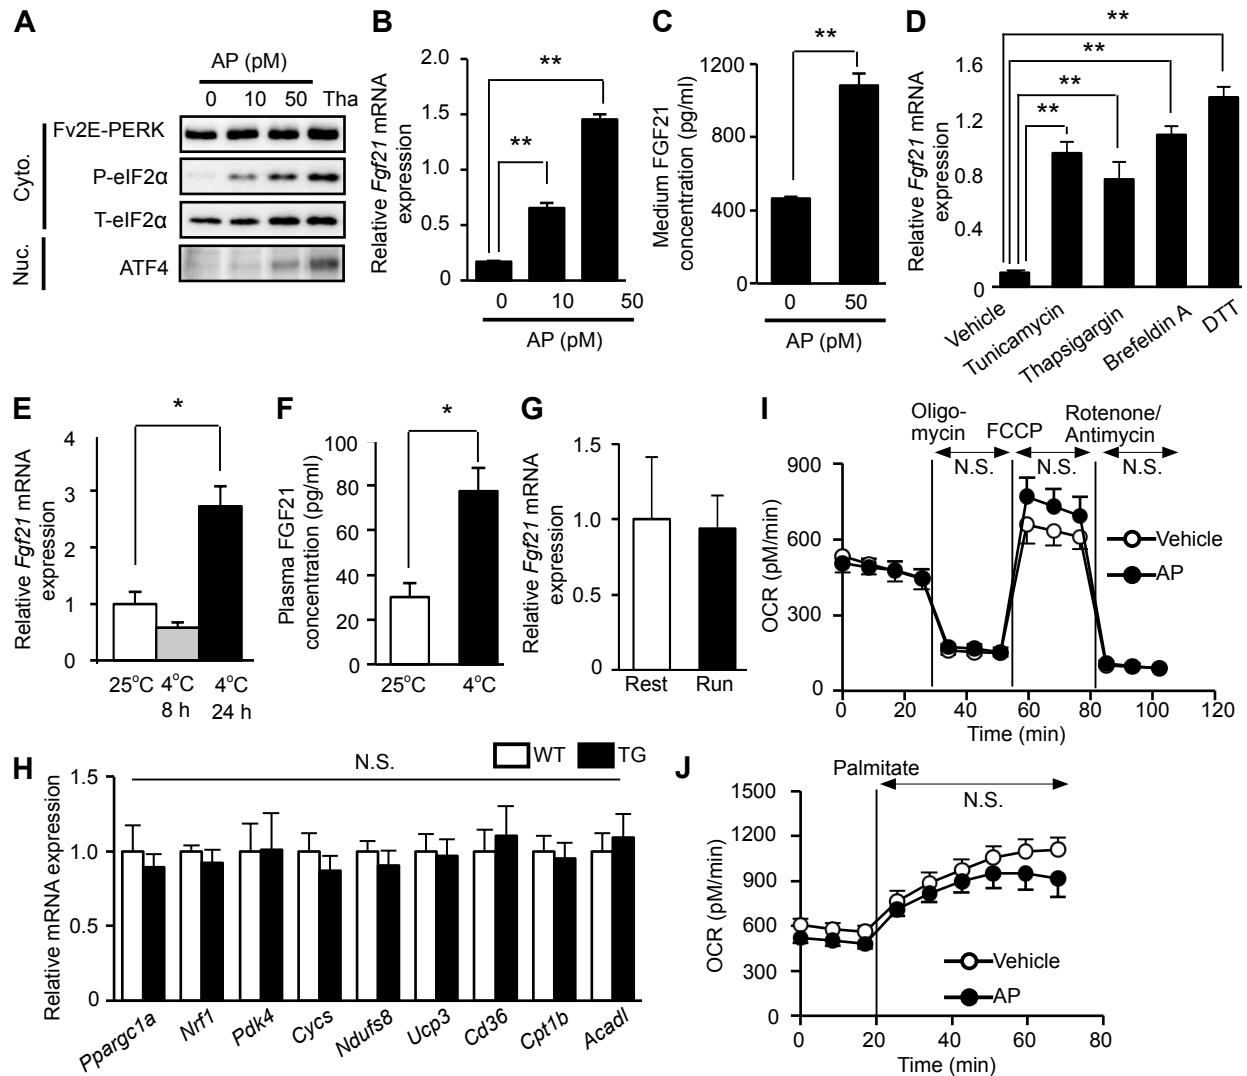 A
AP (pM)
0 10 50 Tha
Cyto.
Fv2E-PERK
P-eIF2α
T-eIF2α
Nuc.
ATF4
B
Relative Fgf21 mRNA
expression
2.0
1.5
1.0
0.5
0
**
**
0 10 50
AP (pM)
C
Medium FGF21
concentration (pg/ml)
1200
800
400
0
**
0 50
AP (pM)
D
Relative Fgf21 mRNA
expression
1.6
1.2
0.8
0.4
0
**
**
**
**
Vehicle
Tunicamycin
Thapsigargin
Brefeldin A
DTT
E
Relative Fgf21 mRNA
expression
4
3
2
1
0
*
25°C 4°C 4°C
8 h 24 h
F
Plasma FGF21
concentration (pg/ml)
100
80
60
40
20
0
*
25°C 4°C
G
Relative Fgf21 mRNA
expression
1.5
1.0
0.5
0
Rest Run
I
Oligo-
mycin
FCCP
Rotenone/
Antimycin
N.S. N.S. N.S.
OCR (pM/min)
900
600
300
0
Vehicle
AP
0 20 40 60 80 100 120
Time (min)
H
WT TG
N.S.
Relative mRNA expression
1.5
1.0
0.5
0
Ppargc1a
Nrf1
Pdk4
Cycs
Ndufs8
Ucp3
Cd36
Cpt1b
Acadl
J
Palmitate
N.S.
OCR (pM/min)
1500
1200
900
600
300
0
Vehicle
AP
0 20 40 60 80
Time (min)